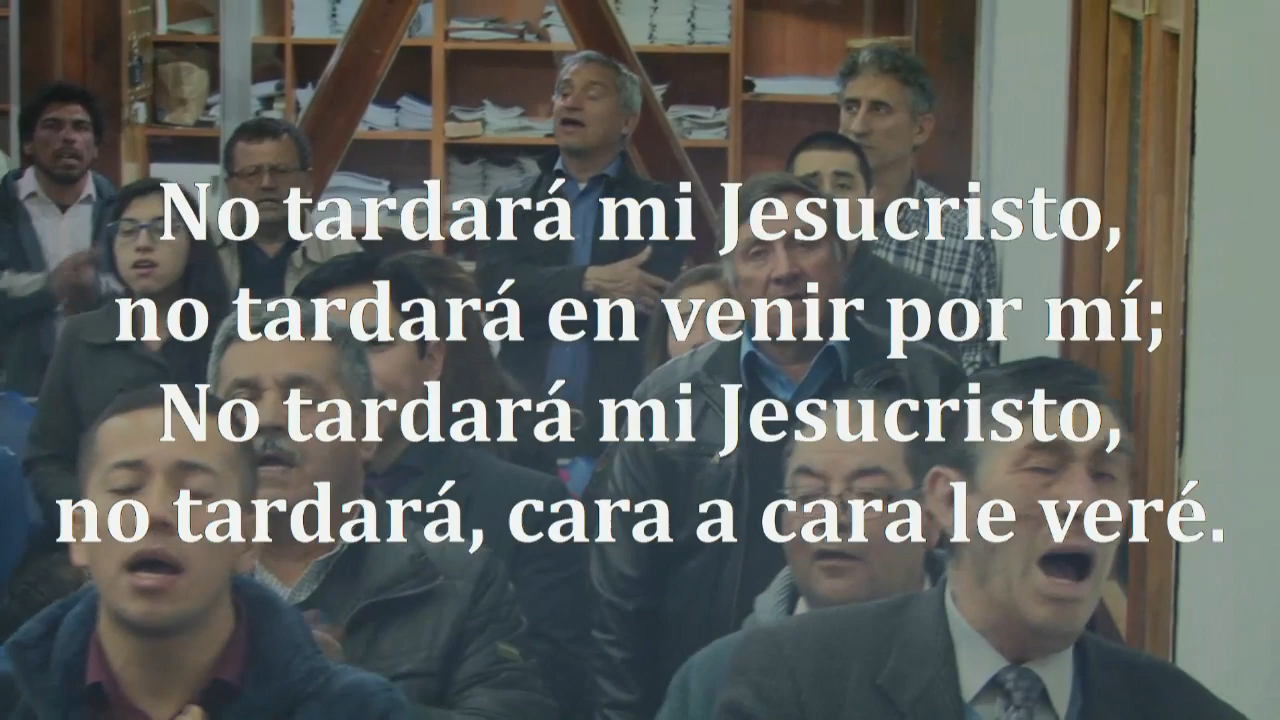 No tardará mi Jesucristo,
no tardará en venir por mí;
No tardará mi Jesucristo,
no tardará, cara a cara le veré.